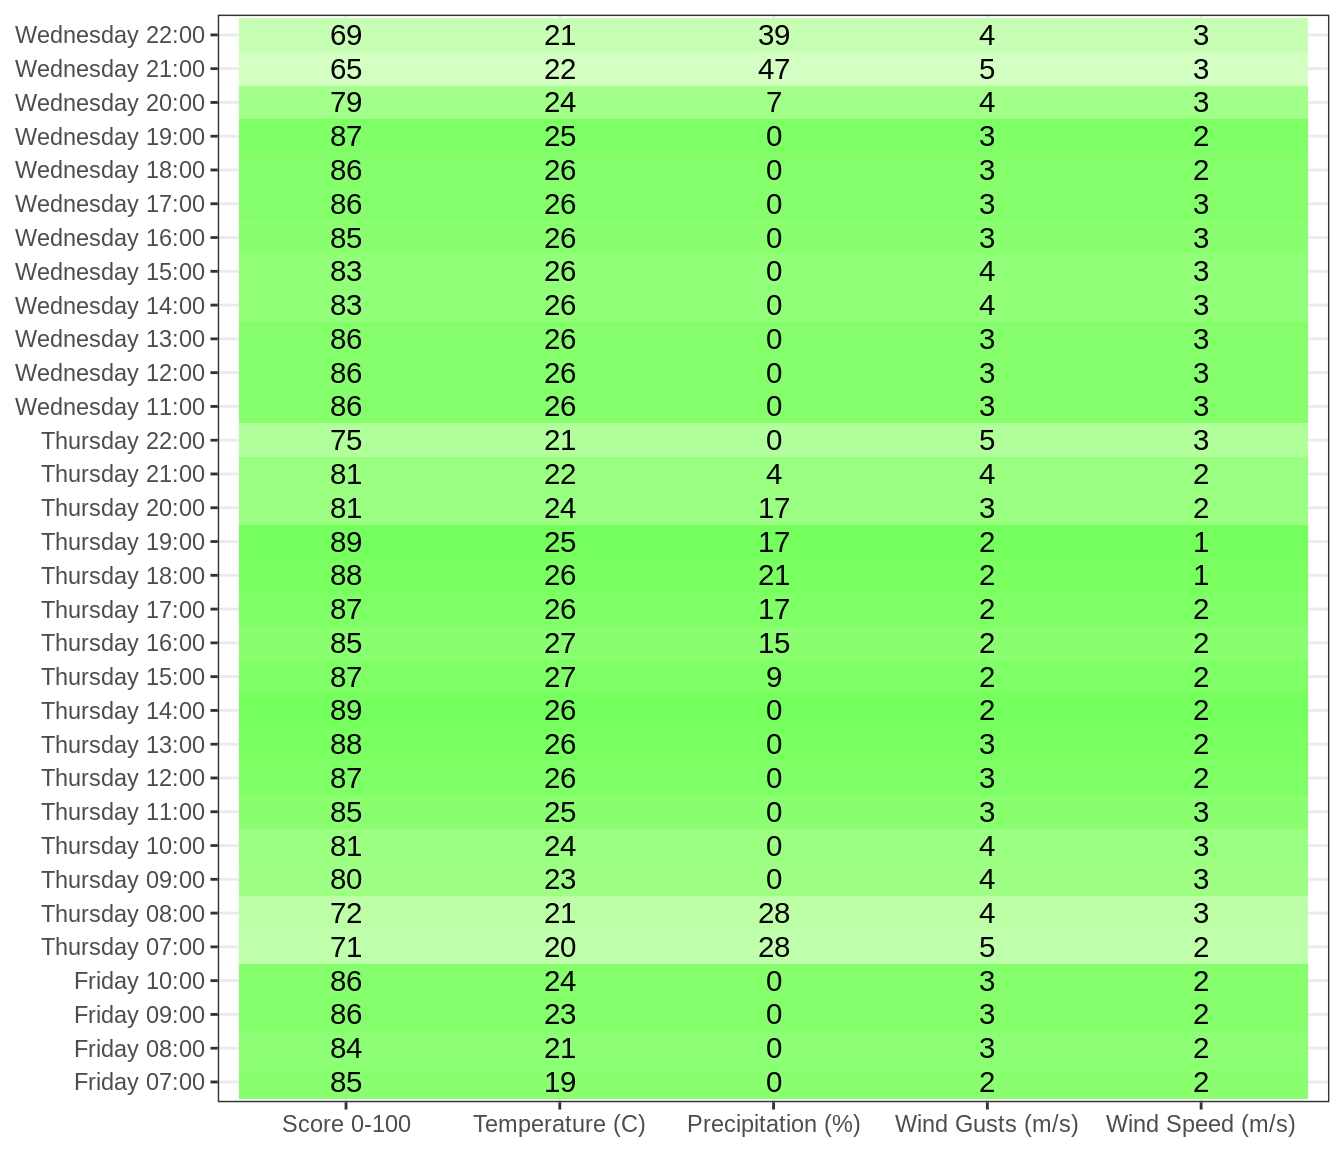 Wednesday 22:00 69 21 39 4 3
Wednesday 21:00 65 22 47 5 3
Wednesday 20:00 79 24 7 4 3
Wednesday 19:00 87 25 0 3 2
Wednesday 18:00 86 26 0 3 2
Wednesday 17:00 86 26 0 3 3
Wednesday 16:00 85 26 0 3 3
Wednesday 15:00 83 26 0 4 3
Wednesday 14:00 83 26 0 4 3
Wednesday 13:00 86 26 0 3 3
Wednesday 12:00 86 26 0 3 3
Wednesday 11:00 86 26 0 3 3
Thursday 22:00 75 21 0 5 3
Thursday 21:00 81 22 4 4 2
Thursday 20:00 81 24 17 3 2
Thursday 19:00 89 25 17 2 1
Thursday 18:00 88 26 21 2 1
Thursday 17:00 87 26 17 2 2
Thursday 16:00 85 27 15 2 2
Thursday 15:00 87 27 9 2 2
Thursday 14:00 89 26 0 2 2
Thursday 13:00 88 26 0 3 2
Thursday 12:00 87 26 0 3 2
Thursday 11:00 85 25 0 3 3
Thursday 10:00 81 24 0 4 3
Thursday 09:00 80 23 0 4 3
Thursday 08:00 72 21 28 4 3
Thursday 07:00 71 20 28 5 2
Friday 10:00 86 24 0 3 2
Friday 09:00 86 23 0 3 2
Friday 08:00 84 21 0 3 2
Friday 07:00 85 19 0 2 2
Score 0-100 Temperature (C) Precipitation (%) Wind Gusts (m/s) Wind Speed (m/s)